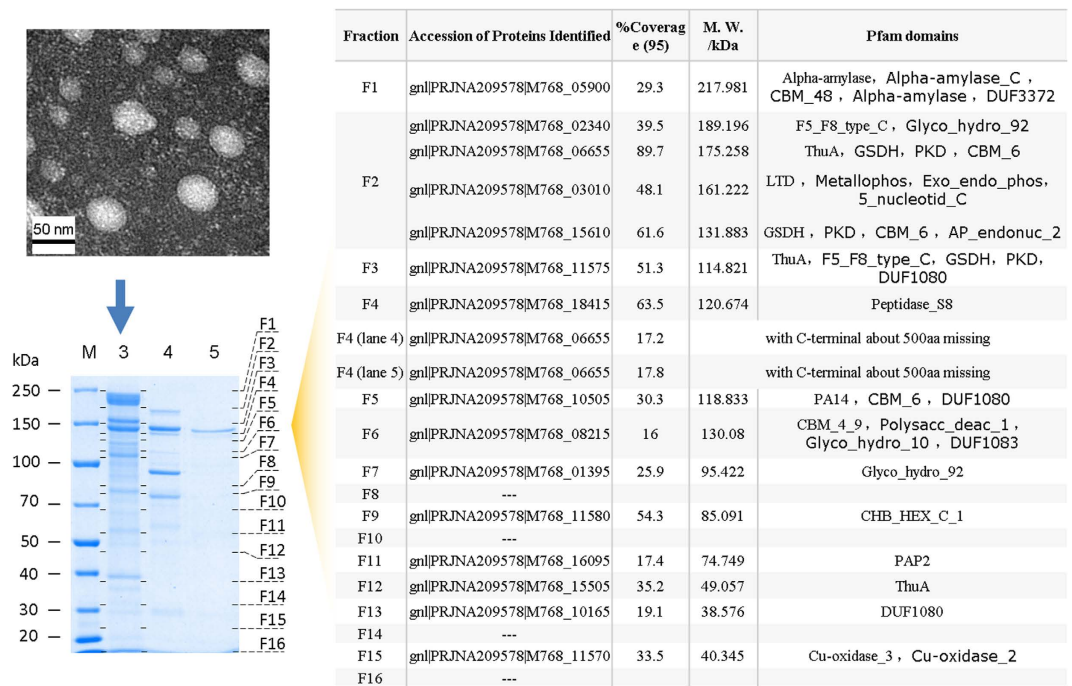 50 nm
kDa
M 3 4 5
250
150
100
70
50
40
30
20
F1
F2
F3
F4
F5
F6
F7
F8
F9
F10
F11
F12
F13
F14
F15
F16
Fraction Accession of Proteins Identified %Coverag M. W. Pfam domains
e (95) /kDa
F1 gnl|PRJNA209578|M768_05900 29.3 217.981 Alpha-amylase, Alpha-amylase_C ,
CBM_48 , Alpha-amylase , DUF3372
F2 gnl|PRJNA209578|M768_02340 39.5 189.196 F5_F8_type_C , Glyco_hydro_92
gnl|PRJNA209578|M768_06655 89.7 175.258 ThuA, GSDH, PKD , CBM_6
gnl|PRJNA209578|M768_03010 48.1 161.222 LTD , Metallophos, Exo_endo_phos,
5_nucleotid_C
gnl|PRJNA209578|M768_15610 61.6 131.883 GSDH , PKD , CBM_6 , AP_endonuc_2
F3 gnl|PRJNA209578|M768_11575 51.3 114.821 ThuA, F5_F8_type_C, GSDH, PKD,
DUF1080
F4 gnl|PRJNA209578|M768_18415 63.5 120.674 Peptidase_S8
F4 (lane 4) gnl|PRJNA209578|M768_06655 17.2 with C-terminal about 500aa missing
F4 (lane 5) gnl|PRJNA209578|M768_06655 17.8 with C-terminal about 500aa missing
F5 gnl|PRJNA209578|M768_10505 30.3 118.833 PA14 , CBM_6 , DUF1080
F6 gnl|PRJNA209578|M768_08215 16 130.08 CBM_4_9, Polysacc_deac_1 ,
Glyco_hydro_10 , DUF1083
F7 gnl|PRJNA209578|M768_01395 25.9 95.422 Glyco_hydro_92
F8 ---
F9 gnl|PRJNA209578|M768_11580 54.3 85.091 CHB_HEX_C_1
F10 ---
F11 gnl|PRJNA209578|M768_16095 17.4 74.749 PAP2
F12 gnl|PRJNA209578|M768_15505 35.2 49.057 ThuA
F13 gnl|PRJNA209578|M768_10165 19.1 38.576 DUF1080
F14 ---
F15 gnl|PRJNA209578|M768_11570 33.5 40.345 Cu-oxidase_3 , Cu-oxidase_2
F16 ---